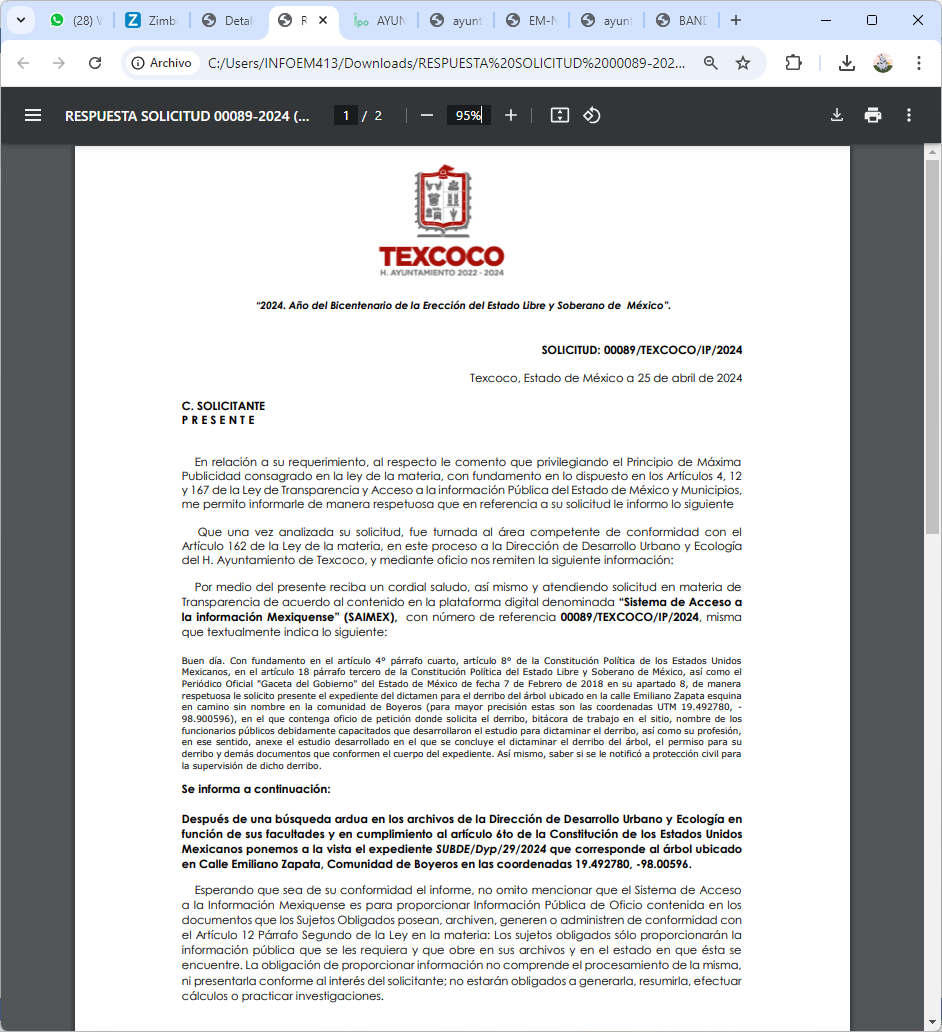 (28) W
Zimb
Detal
R
AYUN
ayunt
EM-N
ayunt
BAND
Archivo
C:/Users/INFOEM413/Downloads/RESPUESTA%20SOLICITUD%2000089-202...
RESPUESTA SOLICITUD 00089-2024 (...
1 / 2
95%
TEXCOCO
H. AYUNTAMIENTO 2022 - 2024
"2024. Año del Bicentenario de la Erección del Estado Libre y Soberano de México".
SOLICITUD: 00089/TEXCOCO/IP/2024
Texcoco, Estado de México a 25 de abril de 2024
C. SOLICITANTE
P R E S E N T E
En relación a su requerimiento, al respecto le comento que privilegiando el Principio de Máxima
Publicidad consagrado en la ley de la materia, con fundamento en lo dispuesto en los Artículos 4, 12
y 167 de la Ley de Transparencia y Acceso a la información Pública del Estado de México y Municipios,
me permito informarle de manera respetuosa que en referencia a su solicitud le informo lo siguiente
Que una vez analizada su solicitud, fue turnada al área competente de conformidad con el
Artículo 162 de la Ley de la materia, en este proceso a la Dirección de Desarrollo Urbano y Ecología
del H. Ayuntamiento de Texcoco, y mediante oficio nos remiten la siguiente información:
Por medio del presente reciba un cordial saludo, así mismo y atendiendo solicitud en materia de
Transparencia de acuerdo al contenido en la plataforma digital denominada "Sistema de Acceso a
la información Mexiquense" (SAIMEX), con número de referencia 00089/TEXCOCO/IP/2024, misma
que textualmente indica lo siguiente:
Buen día. Con fundamento en el artículo 4° párrafo cuarto, artículo 8° de la Constitución Política de los Estados Unidos
Mexicanos, en el artículo 18 párrafo tercero de la Constitución Política del Estado Libre y Soberano de México, así como el
Periódico Oficial "Gaceta del Gobierno" del Estado de México de fecha 7 de Febrero de 2018 en su apartado 8, de manera
respetuosa le solicito presente el expediente del dictamen para el derribo del árbol ubicado en la calle Emiliano Zapata esquina
en camino sin nombre en la comunidad de Boyeros (para mayor precisión estas son las coordenadas UTM 19.492780, -
98.900596), en el que contenga oficio de petición donde solicita el derribo, bitácora de trabajo en el sitio, nombre de los
funcionarios públicos debidamente capacitados que desarrollaron el estudio para dictaminar el derribo, así como su profesión,
en ese sentido, anexe el estudio desarrollado en el que se concluye el dictaminar el derribo del árbol, el permiso para su
derribo y demás documentos que conformen el cuerpo del expediente. Así mismo, saber si se le notificó a protección civil para
la supervisión de dicho derribo.
Se informa a continuación:
Después de una búsqueda ardua en los archivos de la Dirección de Desarrollo Urbano y Ecología en
función de sus facultades y en cumplimiento al artículo 6to de la Constitución de los Estados Unidos
Mexicanos ponemos a la vista el expediente SUBDE/Dyp/29/2024 que corresponde al árbol ubicado
en Calle Emiliano Zapata, Comunidad de Boyeros en las coordenadas 19.492780, -98.00596.
Esperando que sea de su conformidad el informe, no omito mencionar que el Sistema de Acceso
a la Información Mexiquense es para proporcionar Información Pública de Oficio contenida en los
documentos que los Sujetos Obligados posean, archiven, generen o administren de conformidad con
el Artículo 12 Párrafo Segundo de la Ley en la materia: Los sujetos obligados sólo proporcionarán la
información pública que se les requiera y que obre en sus archivos y en el estado en que ésta se
encuentre. La obligación de proporcionar información no comprende el procesamiento de la misma,
ni presentarla conforme al interés del solicitante; no estarán obligados a generarla, resumirla, efectuar
cálculos o practicar investigaciones.